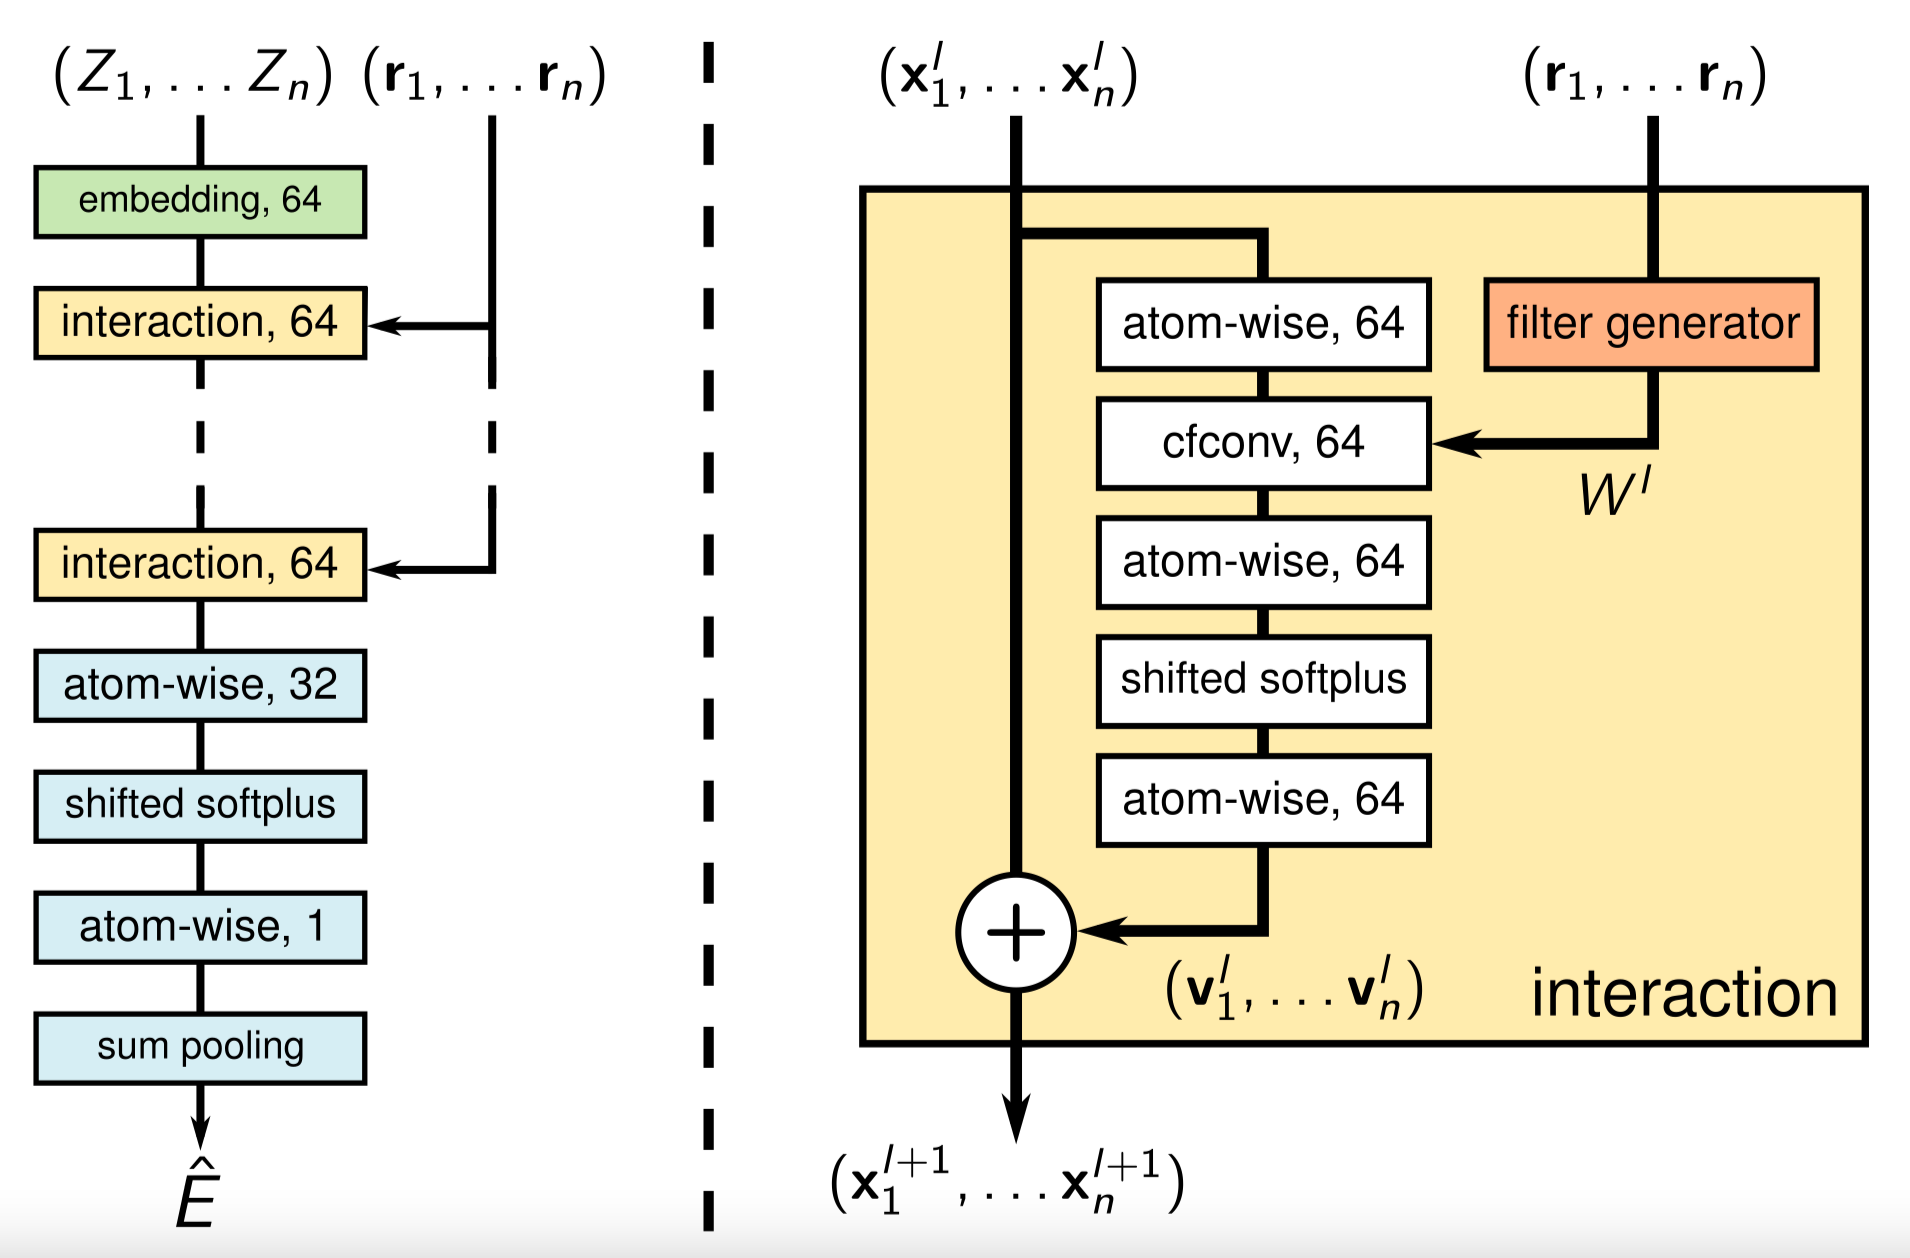 (Z₁, . . . Zₙ) (r₁, . . . rₙ)
embedding, 64
interaction, 64
interaction, 64
atom-wise, 32
shifted softplus
atom-wise, 1
sum pooling
Ê
(x₁ˡ, . . . xₙˡ)
(r₁, . . . rₙ)
atom-wise, 64
filter generator
cfconv, 64
Wˡ
atom-wise, 64
shifted softplus
atom-wise, 64
(v₁ˡ, . . . vₙˡ)
+
interaction
(x₁ˡ⁺¹, . . . xₙˡ⁺¹)